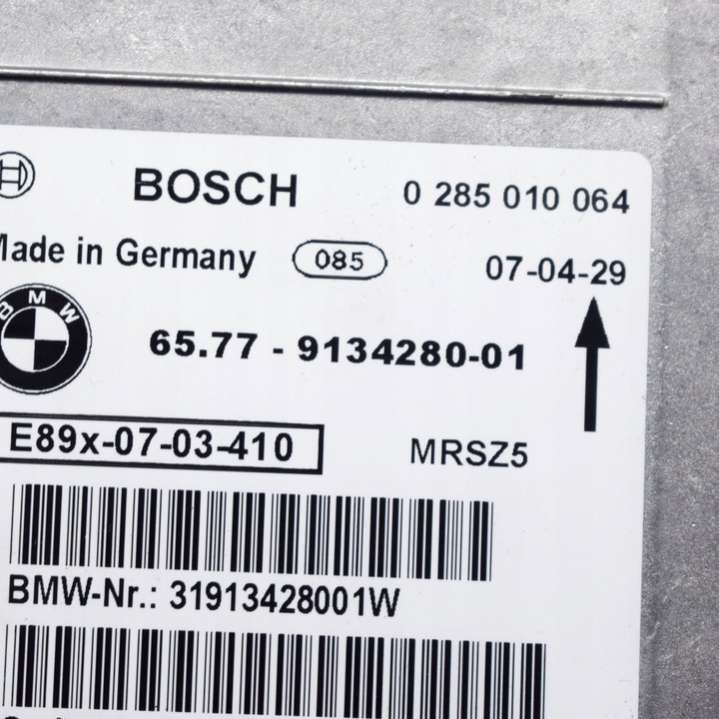 BOSCH 0 285 010 064
Made in Germany 085 07-04-29
BMW
65.77 - 9134280-01
E89x-07-03-410 MRSZ5
BMW-Nr.: 31913428001W